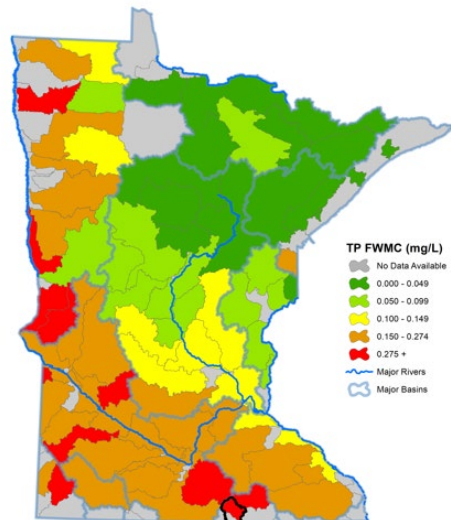 TP FWMC (mg/L)
No Data Available
0.000 - 0.049
0.050 - 0.099
0.100 - 0.149
0.150 - 0.274
0.275 +
Major Rivers
Major Basins